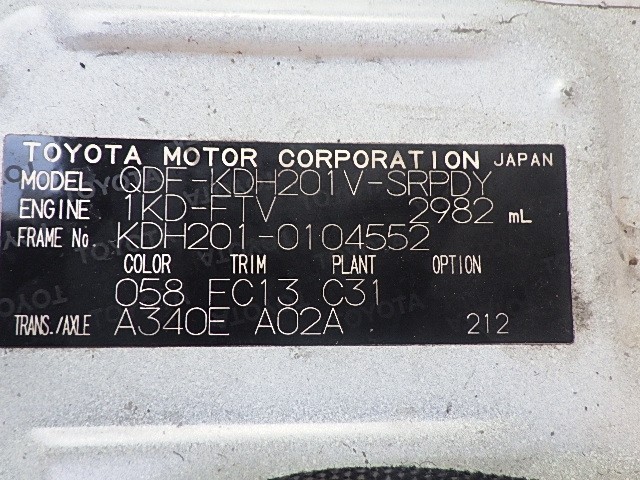 TOYOTA MOTOR CORPORATION JAPAN
MODEL QDF-KDH201V-SRPDY
ENGINE 1KD-FTV 2982 mL
FRAME No. KDH201-0104552
COLOR TRIM PLANT OPTION
058 FC13 C31
TRANS./AXLE A340E A02A 212